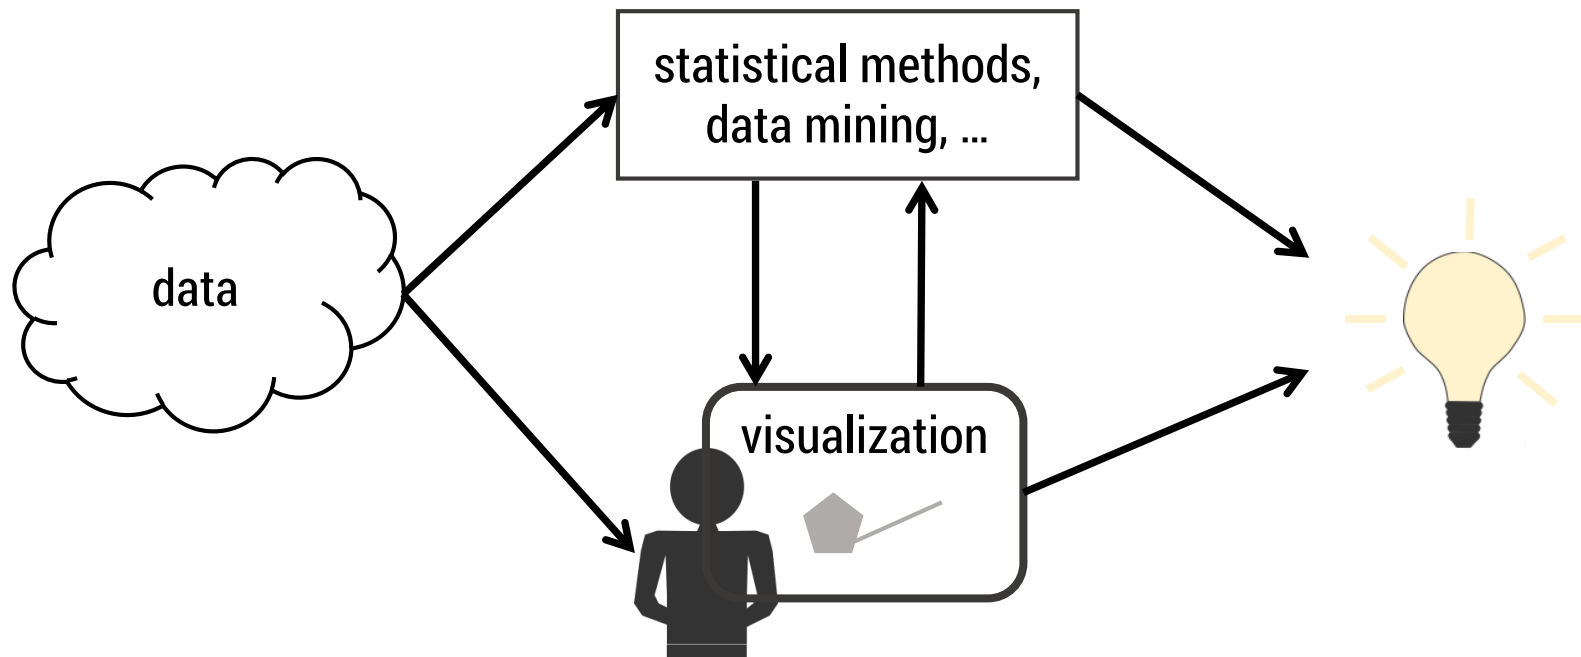 statistical methods,
data mining, ...
data
visualization